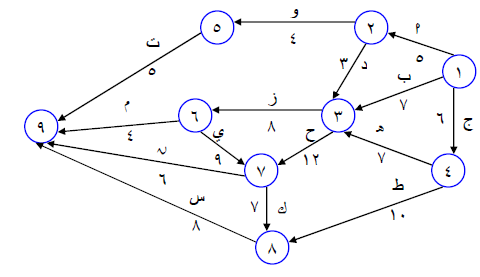 و
م
٥
٢
٤
ت
٥
د
٣
١
ب
٧
٥
ز
٨
م
٤
٦
٣
ح
١٢
ج
٦
ه
٧
٩
ي
٩
ن
٦
٧
٤
ط
١٠
س
٨
ك
٧
٨